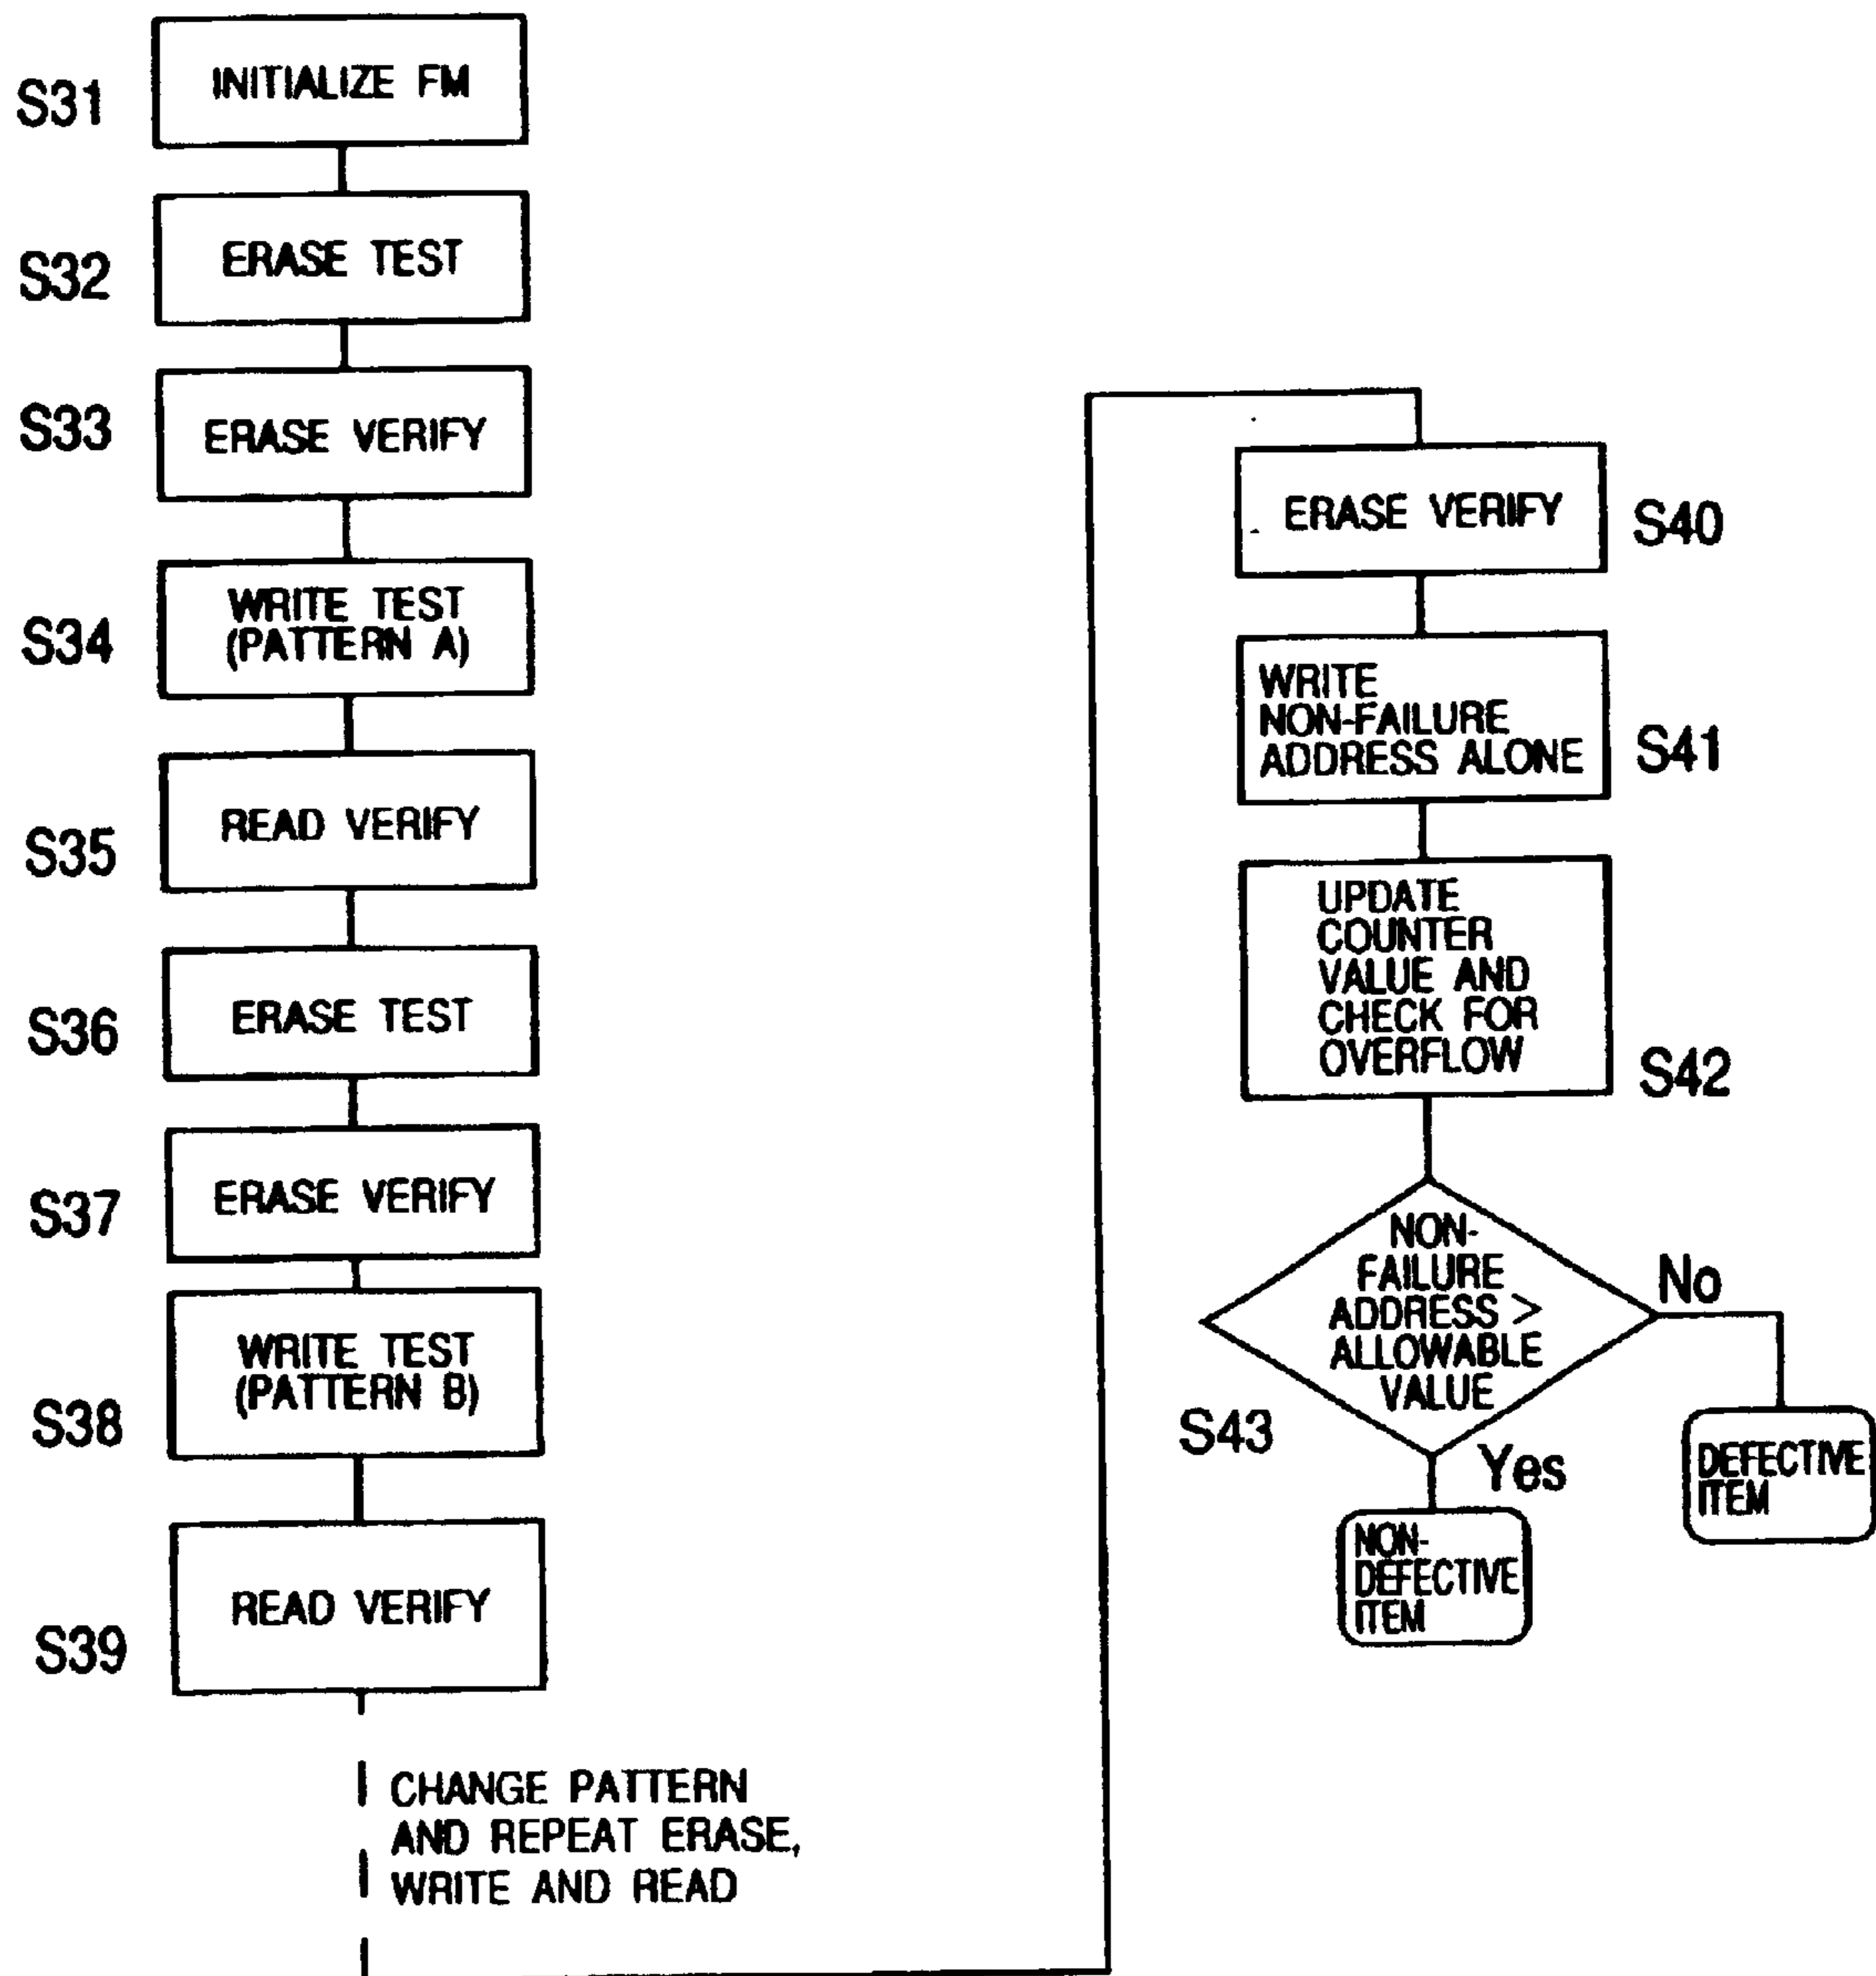 S31
INITIALIZE FM
S32
ERASE TEST
S33
ERASE VERIFY
S34
WRITE TEST
(PATTERN A)
S35
READ VERIFY
S36
ERASE TEST
S37
ERASE VERIFY
S38
WRITE TEST
(PATTERN B)
S39
READ VERIFY
CHANGE PATTERN
AND REPEAT ERASE,
WRITE AND READ
ERASE VERIFY
S40
WRITE
NON-FAILURE
ADDRESS ALONE
S41
UPDATE
COUNTER
VALUE AND
CHECK FOR
OVERFLOW
S42
NON-
FAILURE
ADDRESS >
ALLOWABLE
VALUE
S43
No
Yes
DEFECTIVE
ITEM
NON-
DEFECTIVE
ITEM